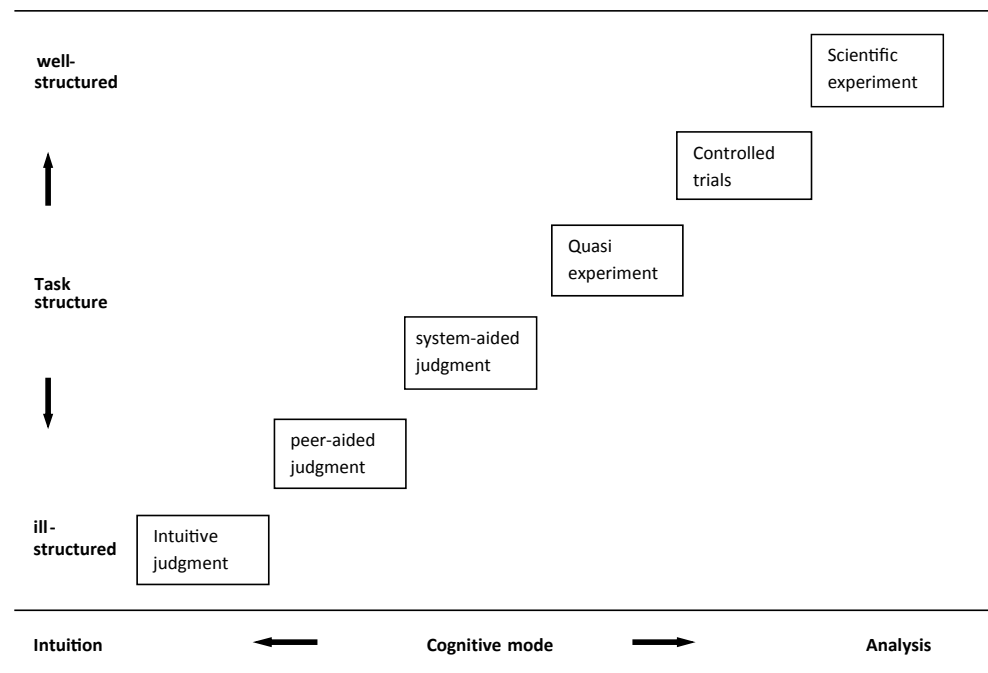 well-
structured
Scientific
experiment
Controlled
trials
Quasi
experiment
Task
structure
system-aided
judgment
peer-aided
judgment
ill-
structured
Intuitive
judgment
Intuition
Cognitive mode
Analysis